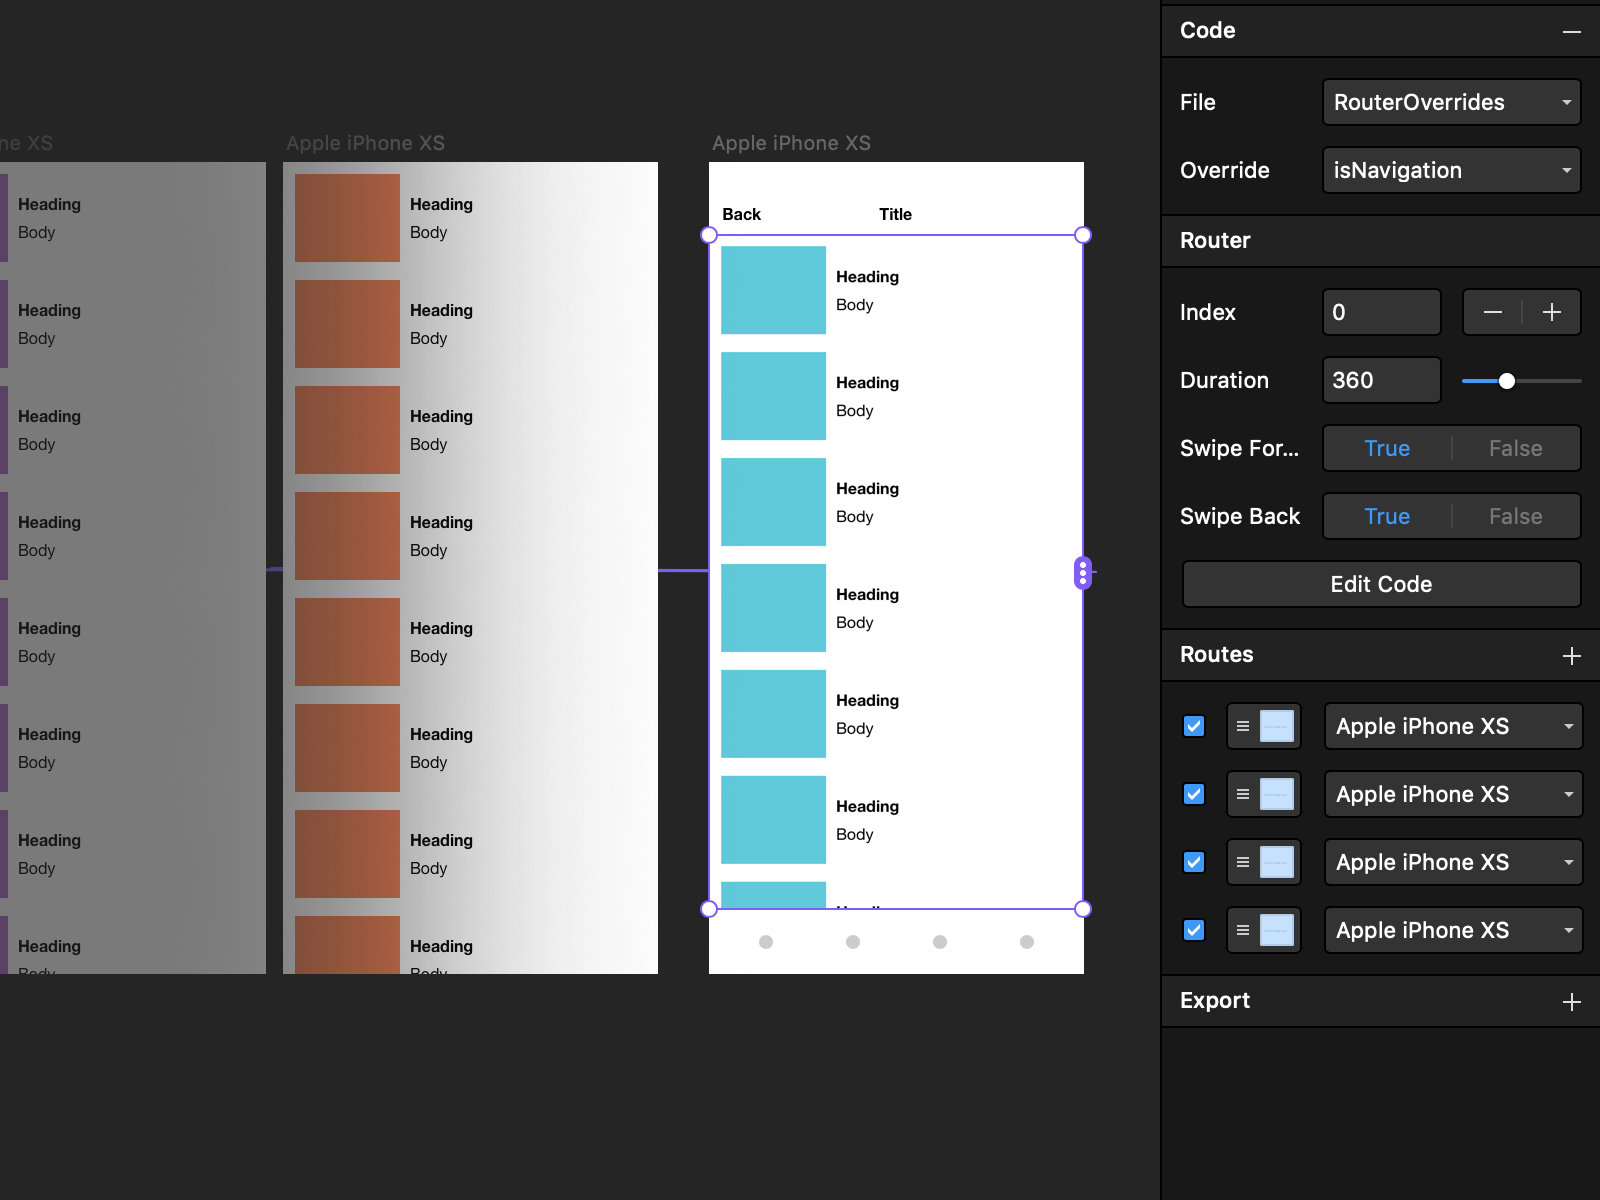 ne XS
Heading
Body
Heading
Body
Heading
Body
Heading
Body
Heading
Body
Heading
Body
Heading
Body
Heading
Body
Apple iPhone XS
Heading
Body
Heading
Body
Heading
Body
Heading
Body
Heading
Body
Heading
Body
Heading
Body
Heading
Body
Apple iPhone XS
Back Title
Heading
Body
Heading
Body
Heading
Body
Heading
Body
Heading
Body
Heading
Body
Code
File RouterOverrides
Override isNavigation
Router
Index 0
Duration 360
Swipe For... True False
Swipe Back True False
Edit Code
Routes
Apple iPhone XS
Apple iPhone XS
Apple iPhone XS
Apple iPhone XS
Export